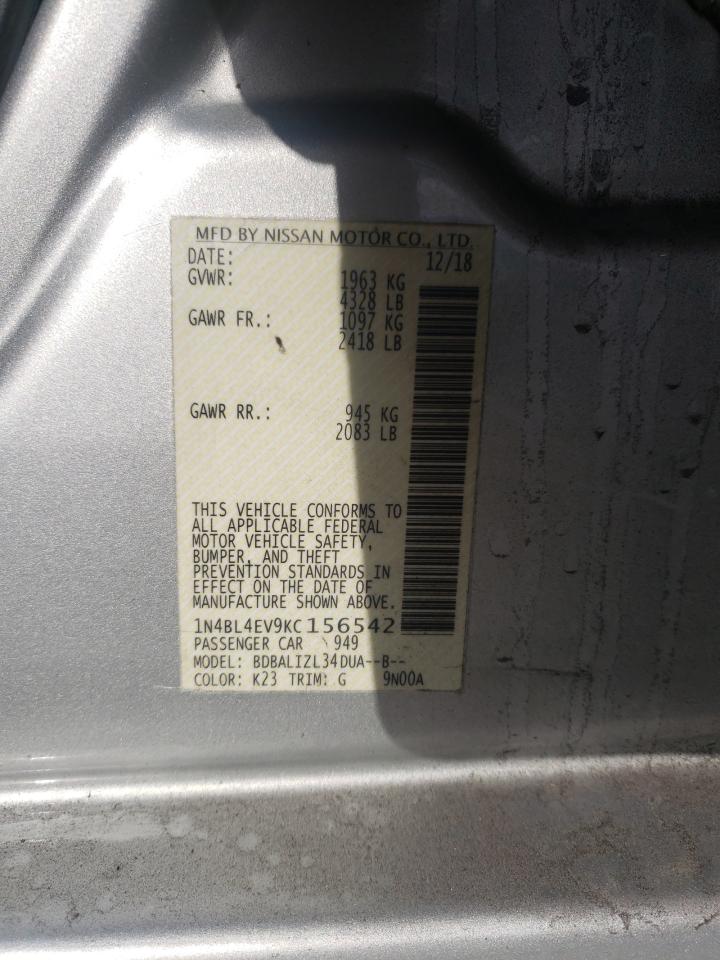 MFD BY NISSAN MOTOR CO., LTD.
DATE: 12/18
GVWR: 1963 KG
4328 LB
GAWR FR.: 1097 KG
2418 LB
GAWR RR.: 945 KG
2083 LB
THIS VEHICLE CONFORMS TO
ALL APPLICABLE FEDERAL
MOTOR VEHICLE SAFETY,
BUMPER, AND THEFT
PREVENTION STANDARDS IN
EFFECT ON THE DATE OF
MANUFACTURE SHOWN ABOVE.
1N4BL4EV9KC156542
PASSENGER CAR 949
MODEL: BDBALIZL34DUA--B--
COLOR: K23 TRIM: G 9N00A